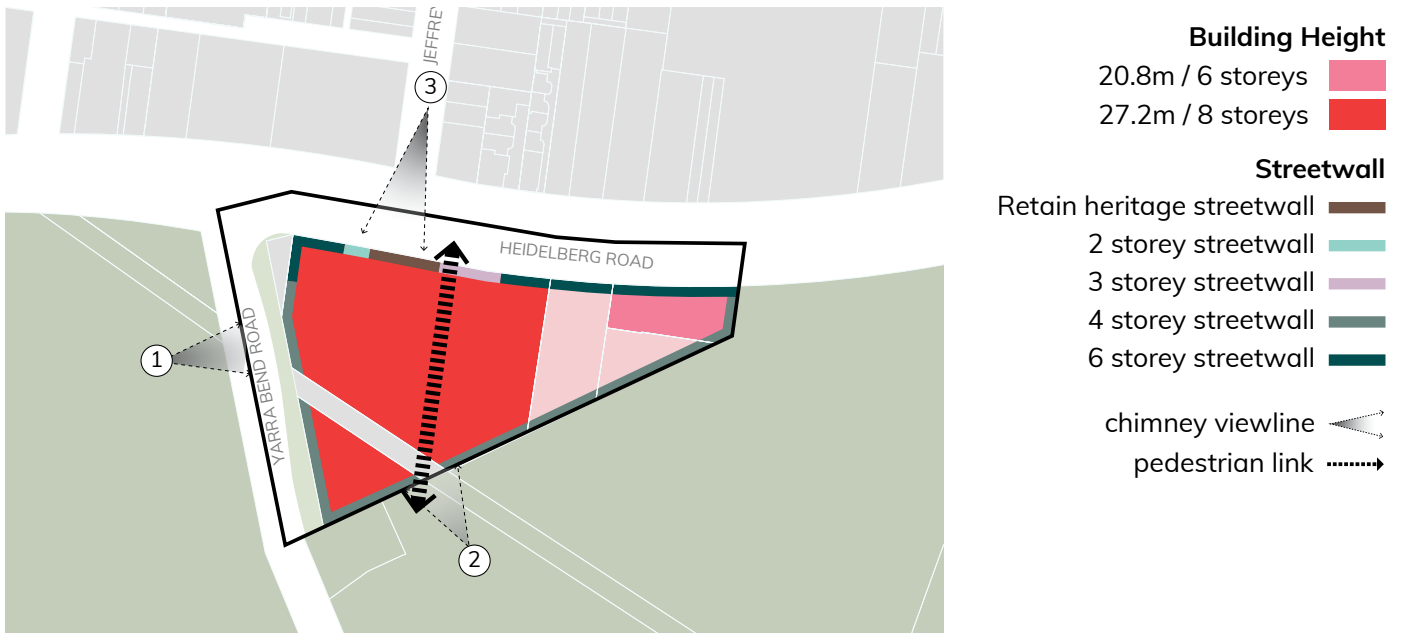 JEFFRE
3
HEIDELBERG ROAD
1
YARRA BEND ROAD
2
Building Height
20.8m / 6 storeys
27.2m / 8 storeys
Streetwall
Retain heritage streetwall
2 storey streetwall
3 storey streetwall
4 storey streetwall
6 storey streetwall
chimney viewline
pedestrian link